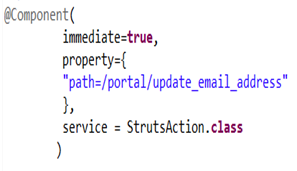 @Component(
immediate=true,
property={
"path=/portal/update_email_address"
},
service = StrutsAction.class
)